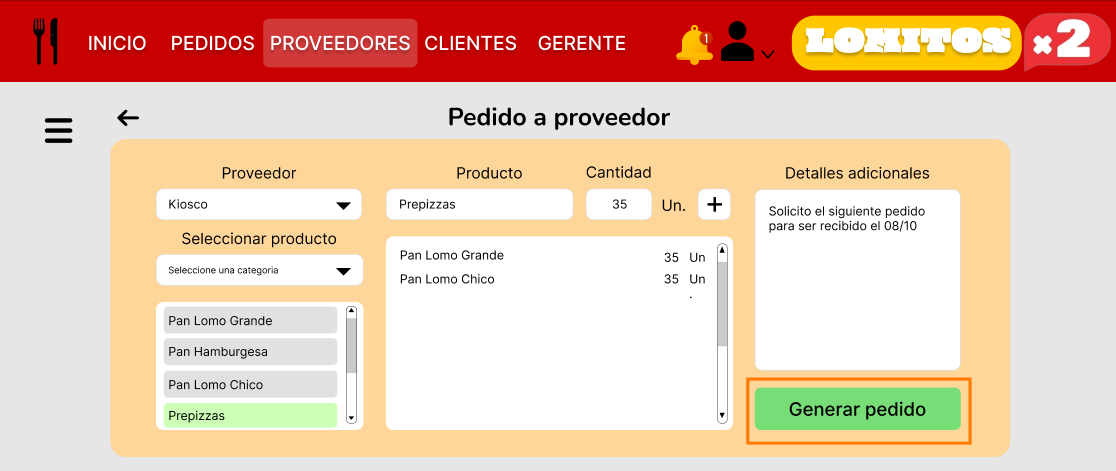 INICIO PEDIDOS PROVEEDORES CLIENTES GERENTE 1 LOMITOS x2
Pedido a proveedor
Proveedor
Kiosco
Seleccionar producto
Seleccione una categoria
Pan Lomo Grande
Pan Hamburgesa
Pan Lomo Chico
Prepizzas
Producto
Prepizzas
Cantidad
35 Un. +
Pan Lomo Grande 35 Un
Pan Lomo Chico 35 Un
.
Detalles adicionales
Solicito el siguiente pedido
para ser recibido el 08/10
Generar pedido